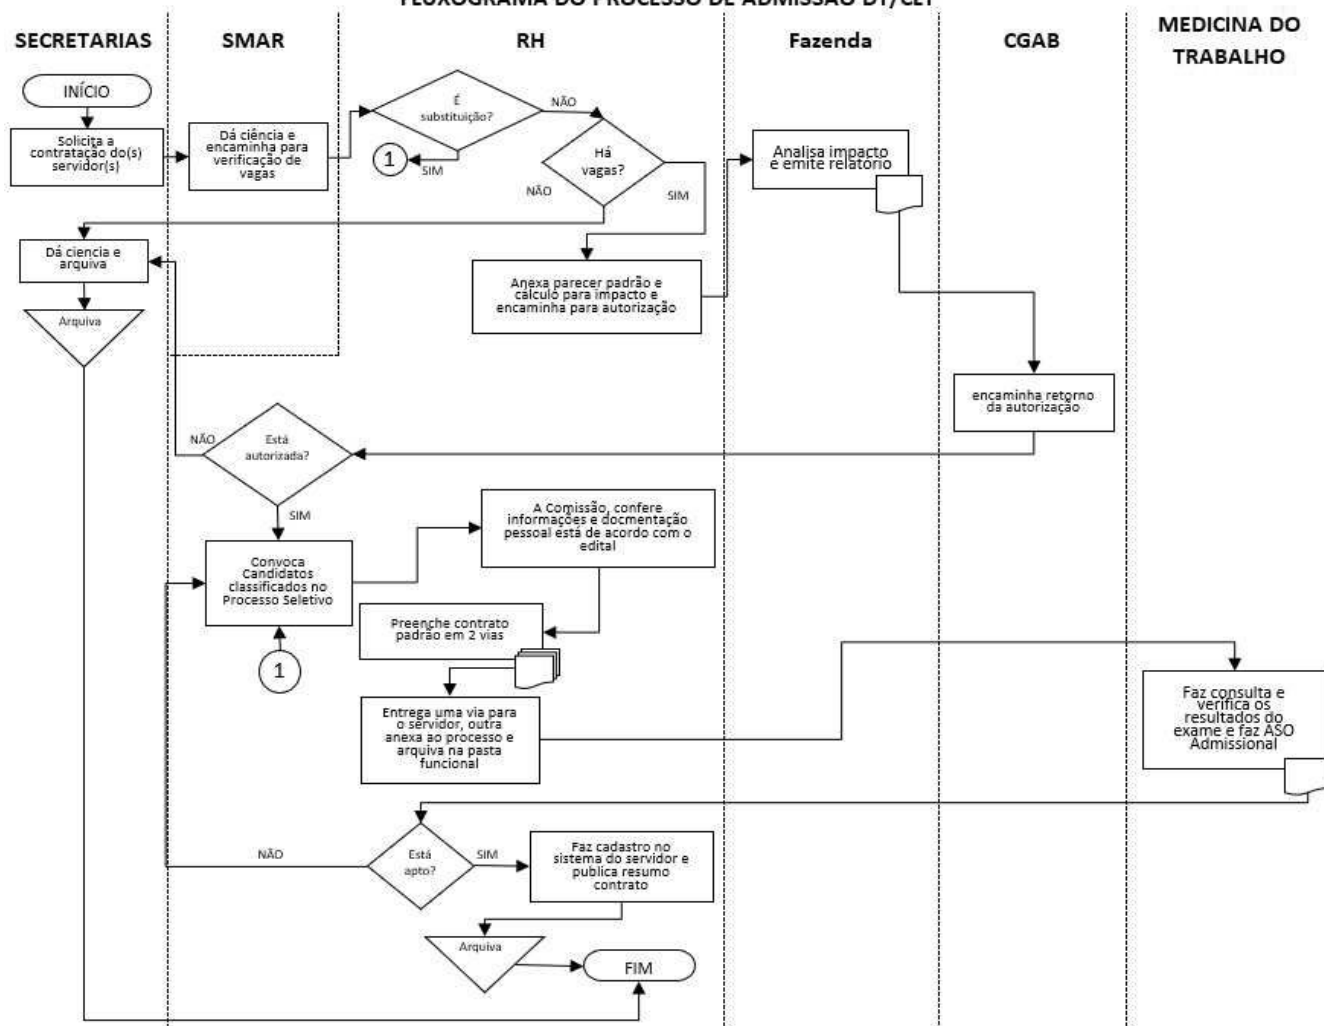 FLUXOGRAMA DO PROCESSO DE ADMISSÃO DT/CLT
SECRETARIAS
SMAR
RH
Fazenda
CGAB
MEDICINA DO
TRABALHO
INÍCIO
Solicita a
contratação do(s)
servidor(s)
Dá ciência e
encaminha para
verificação de
vagas
É
substituição?
NÃO
1
SIM
Há
vagas?
NÃO
SIM
Analisa impacto
e emite relatório
Dá ciencia e
arquiva
Anexa parecer padrão e
cálculo para impacto e
encaminha para autorização
Arquiva
encaminha retorno
da autorização
NÃO
Está
autorizada?
SIM
A Comissão, confere
informações e docmentação
pessoal está de acordo com o
edital
Convoca
Candidatos
classificados no
Processo Seletivo
Preenche contrato
padrão em 2 vias
1
Entrega uma via para
o servidor, outra
anexa ao processo e
arquiva na pasta
funcional
Faz consulta e
verifica os
resultados do
exame e faz ASO
Admissional
NÃO
Está
apto?
SIM
Faz cadastro no
sistema do servidor e
publica resumo
contrato
Arquiva
FIM